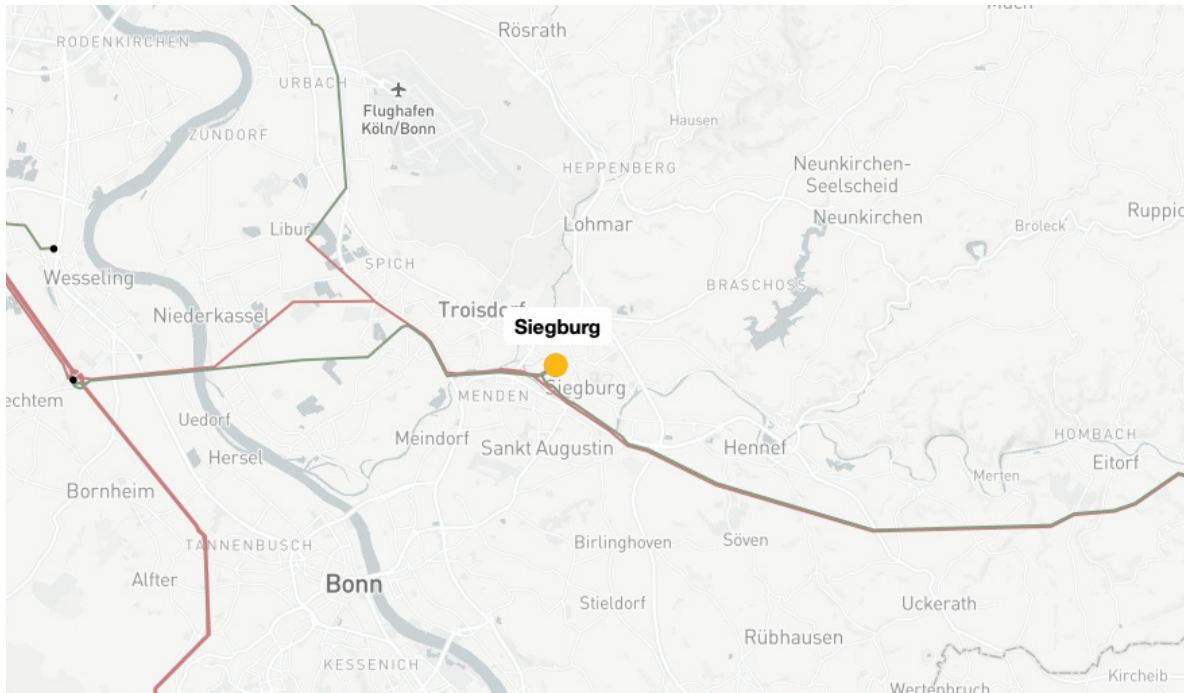 Rösrath
RODENKIRCHEN
URBACH
Flughafen
Köln/Bonn
Hausen
ZÜNDORF
HEPPENBERG
Neunkirchen-
Seelscheid
Neunkirchen
Ruppic
Bröleck
Lohmar
Libur
SPICH
Wesseling
BRASCHOSS
Niederkassel
Troisdorf
Siegburg
Siegburg
MENDEN
echtem
Uedorf
Meindorf
Sankt Augustin
Hennef
HOMBACH
Eitorf
Hersel
Merten
Bornheim
TANNENBUSCH
Birlinghoven
Söven
Alfter
Bonn
Stieldorf
Uckerath
Rübhausen
KESSENICH
Kircheib
Wertenbruch